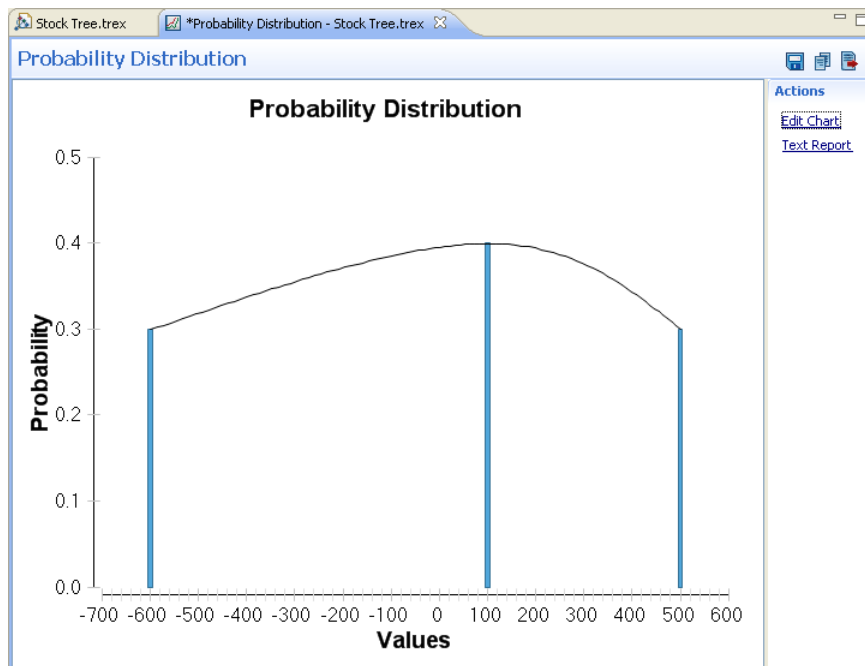 Stock Tree.trex
*Probability Distribution - Stock Tree.trex
Probability Distribution
Actions
Edit Chart
Text Report
Probability Distribution
Probability
0.5
0.4
0.3
0.2
0.1
0.0
-700 -600 -500 -400 -300 -200 -100 0 100 200 300 400 500 600
Values